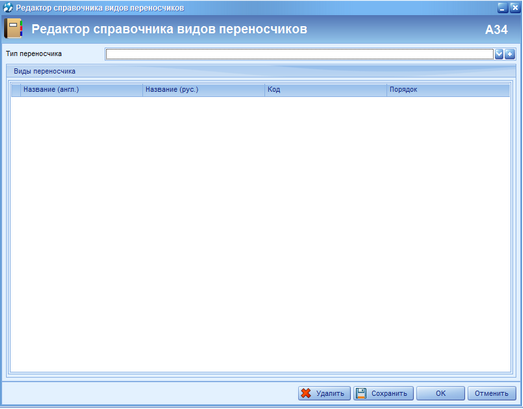 Редактор справочника видов переносчиков
Редактор справочника видов переносчиков A34
Тип переносчика
Виды переносчика
Название (англ.) Название (рус.) Код Порядок
Удалить Сохранить OK Отменить